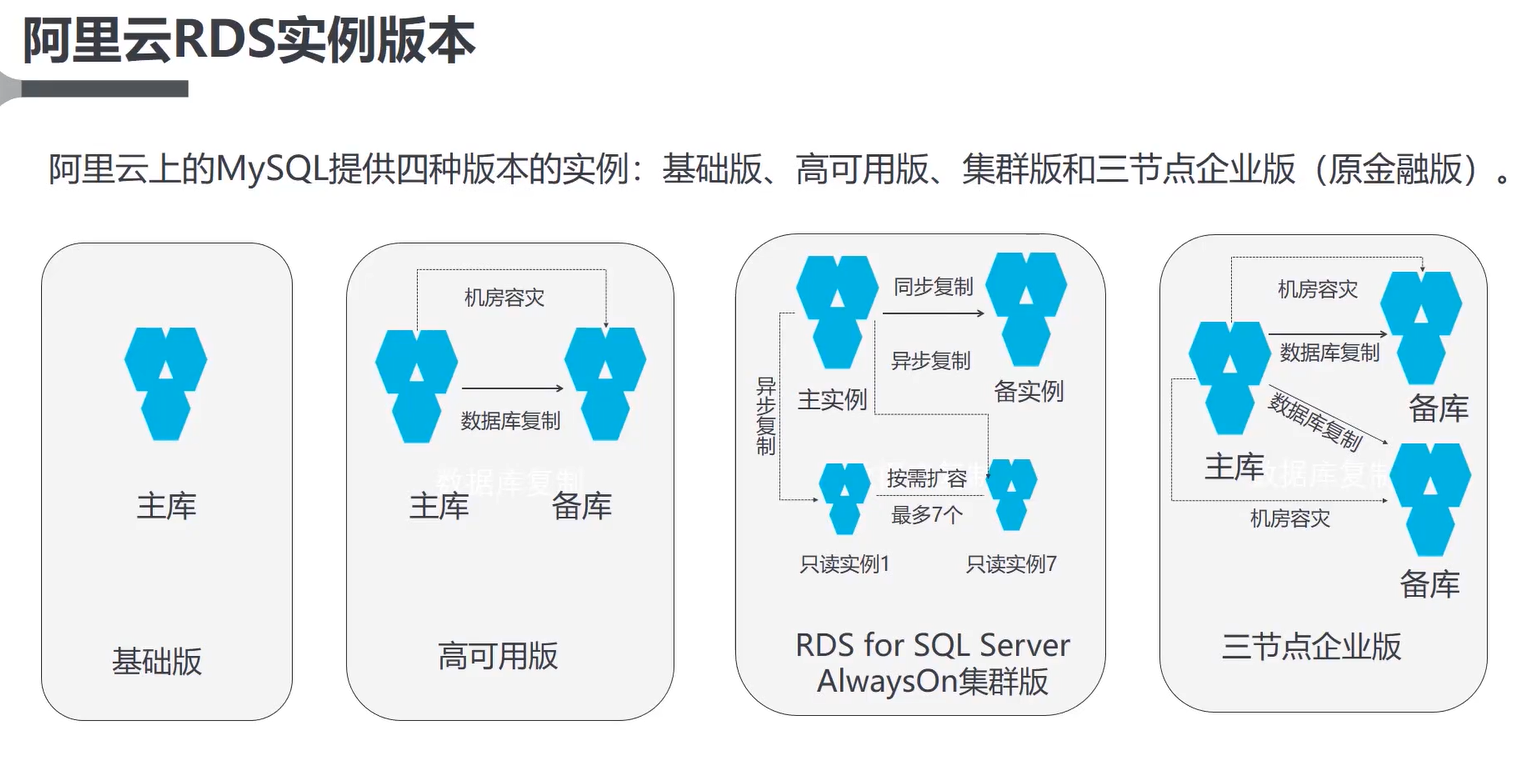 阿里云RDS实例版本
阿里云上的MySQL提供四种版本的实例：基础版、高可用版、集群版和三节点企业版（原金融版）。
主库
基础版
机房容灾
数据库复制
数据库复制
主库
备库
高可用版
同步复制
异步复制
异步复制
主实例
备实例
按需扩容
最多7个
只读实例1
只读实例7
RDS for SQL Server
AlwaysOn集群版
机房容灾
数据库复制
数据库复制
备库
主库
数据库复制
机房容灾
备库
三节点企业版